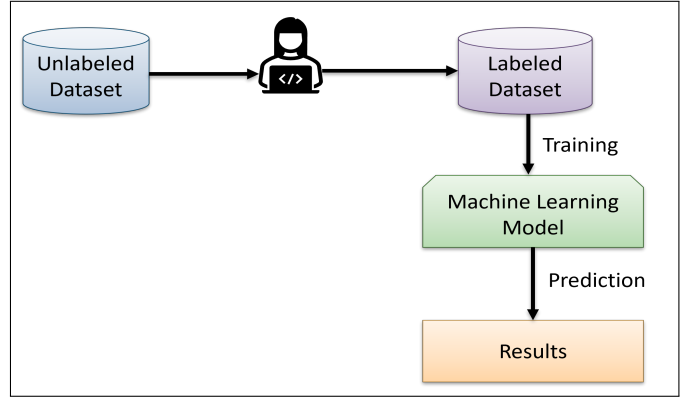 Unlabeled
Dataset
</>
Labeled
Dataset
Training
Machine Learning
Model
Prediction
Results